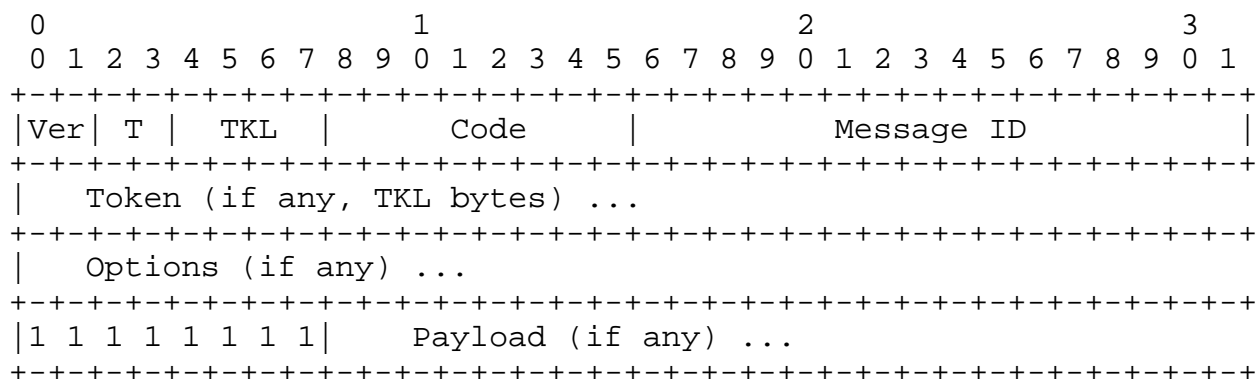 0                   1                   2                   3
 0 1 2 3 4 5 6 7 8 9 0 1 2 3 4 5 6 7 8 9 0 1 2 3 4 5 6 7 8 9 0 1
+-+-+-+-+-+-+-+-+-+-+-+-+-+-+-+-+-+-+-+-+-+-+-+-+-+-+-+-+-+-+-+-+
|Ver| T |  TKL  |      Code     |          Message ID           |
+-+-+-+-+-+-+-+-+-+-+-+-+-+-+-+-+-+-+-+-+-+-+-+-+-+-+-+-+-+-+-+-+
|   Token (if any, TKL bytes) ...
+-+-+-+-+-+-+-+-+-+-+-+-+-+-+-+-+-+-+-+-+-+-+-+-+-+-+-+-+-+-+-+-+
|   Options (if any) ...
+-+-+-+-+-+-+-+-+-+-+-+-+-+-+-+-+-+-+-+-+-+-+-+-+-+-+-+-+-+-+-+-+
|1 1 1 1 1 1 1 1|    Payload (if any) ...
+-+-+-+-+-+-+-+-+-+-+-+-+-+-+-+-+-+-+-+-+-+-+-+-+-+-+-+-+-+-+-+-+